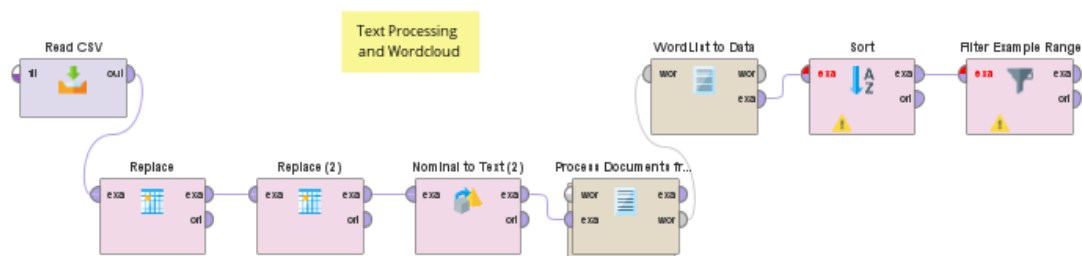 Text Processing
and Wordcloud
Read CSV
fil
out
WordList to Data
wor
wor
exa
Sort
exa
exa
ori
Filter Example Range
exa
exa
ori
Replace
exa
exa
ori
Replace (2)
exa
exa
ori
Nominal to Text (2)
exa
exa
ori
Process Documents fr...
wor
exa
exa
wor
A
Z